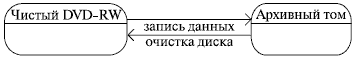 Чистый DVD-RW
запись данных
очистка диска
Архивный том